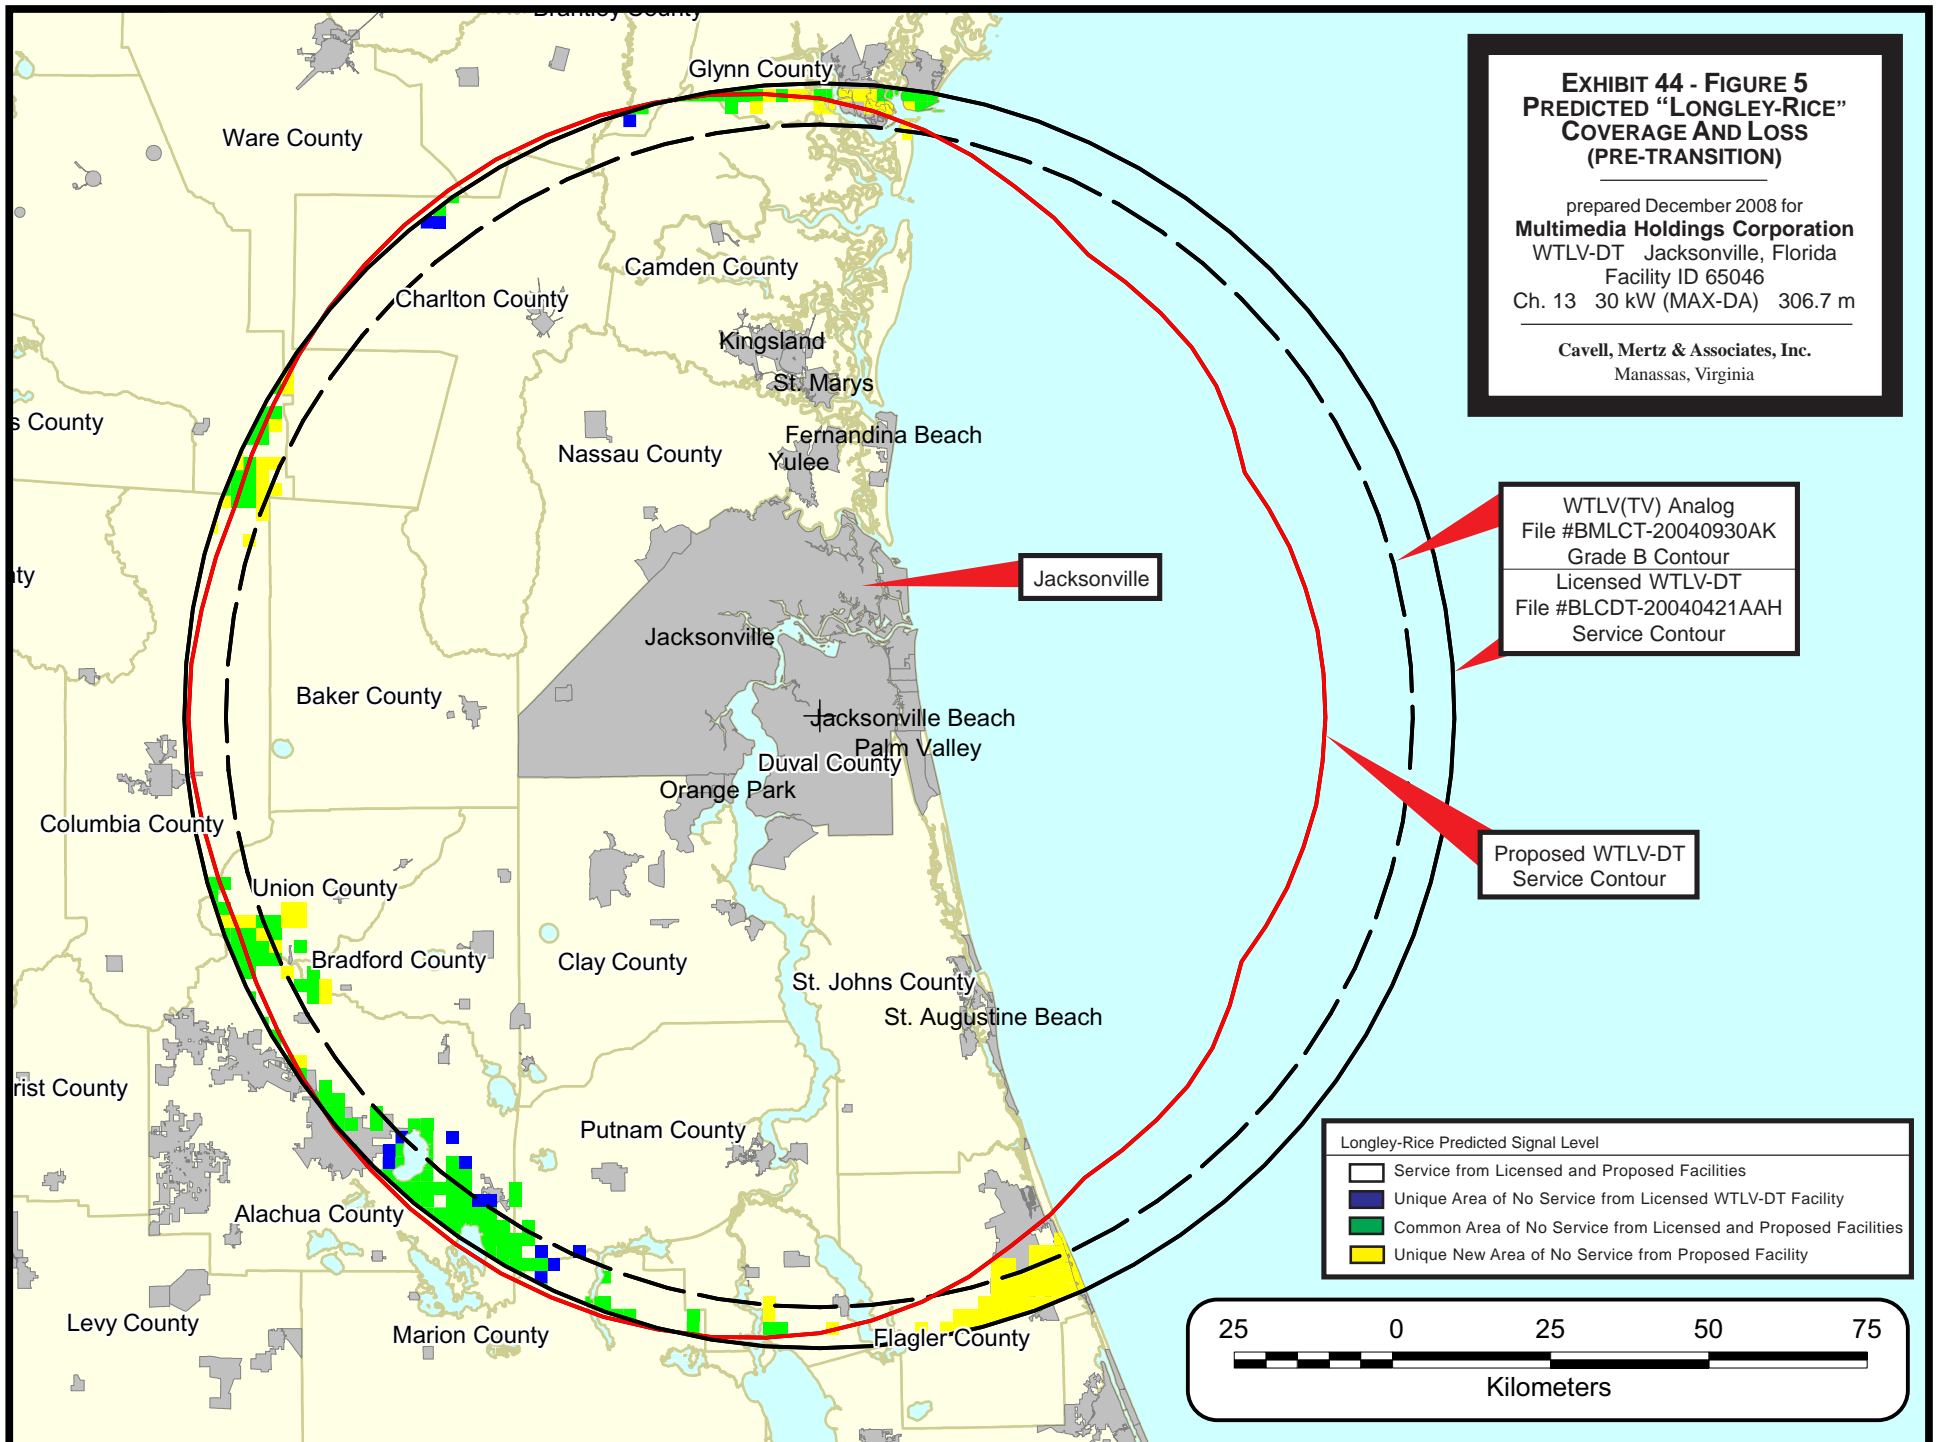 Brantley County
Glynn County
Ware County
Camden County
Charlton County
Kingsland
St. Marys
s County
Fernandina Beach
Nassau County
Yulee
ty
Jacksonville
Jacksonville
Baker County
Jacksonville Beach
Palm Valley
Duval County
Orange Park
Columbia County
Union County
Bradford County
Clay County
St. Johns County
St. Augustine Beach
rist County
Putnam County
Alachua County
Levy County
Marion County
Flagler County
EXHIBIT 44 - FIGURE 5
PREDICTED “LONGLEY-RICE”
COVERAGE AND LOSS
(PRE-TRANSITION)
prepared December 2008 for
Multimedia Holdings Corporation
WTLV-DT Jacksonville, Florida
Facility ID 65046
Ch. 13 30 kW (MAX-DA) 306.7 m
Cavell, Mertz & Associates, Inc.
Manassas, Virginia
WTLV(TV) Analog
File #BMLCT-20040930AK
Grade B Contour
Licensed WTLV-DT
File #BLCDT-20040421AAH
Service Contour
Proposed WTLV-DT
Service Contour
Longley-Rice Predicted Signal Level
Service from Licensed and Proposed Facilities
Unique Area of No Service from Licensed WTLV-DT Facility
Common Area of No Service from Licensed and Proposed Facilities
Unique New Area of No Service from Proposed Facility
25 0 25 50 75
Kilometers